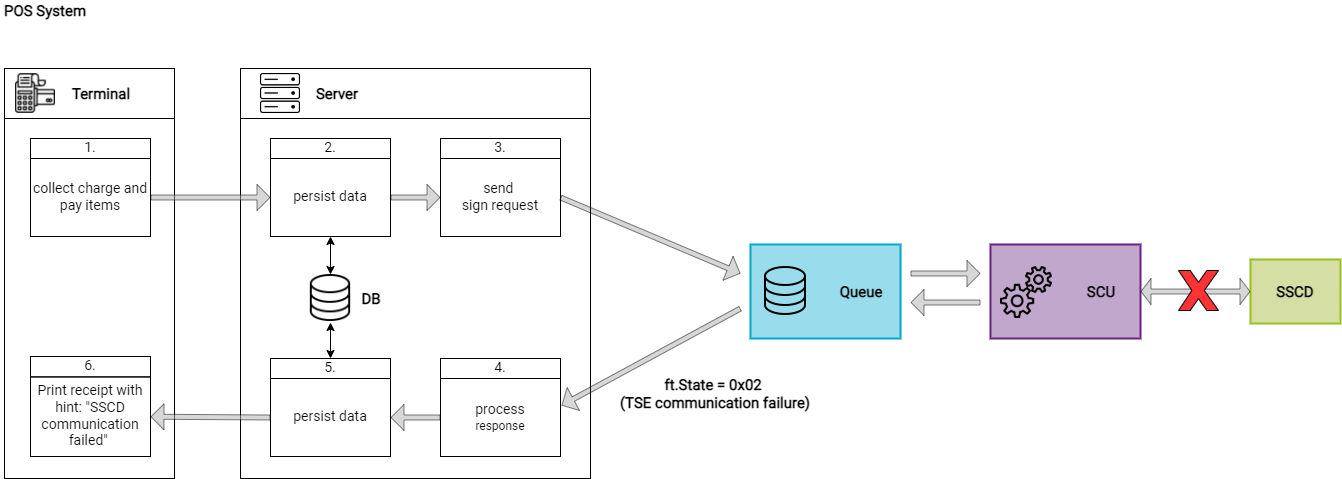 POS System
Terminal
Server
1.
collect charge and
pay items
2.
persist data
3.
send
sign request
DB
Queue
SCU
SSCD
6.
Print receipt with
hint: "SSCD
communication
failed"
5.
persist data
4.
process
response
ft.State = 0x02
(TSE communication failure)